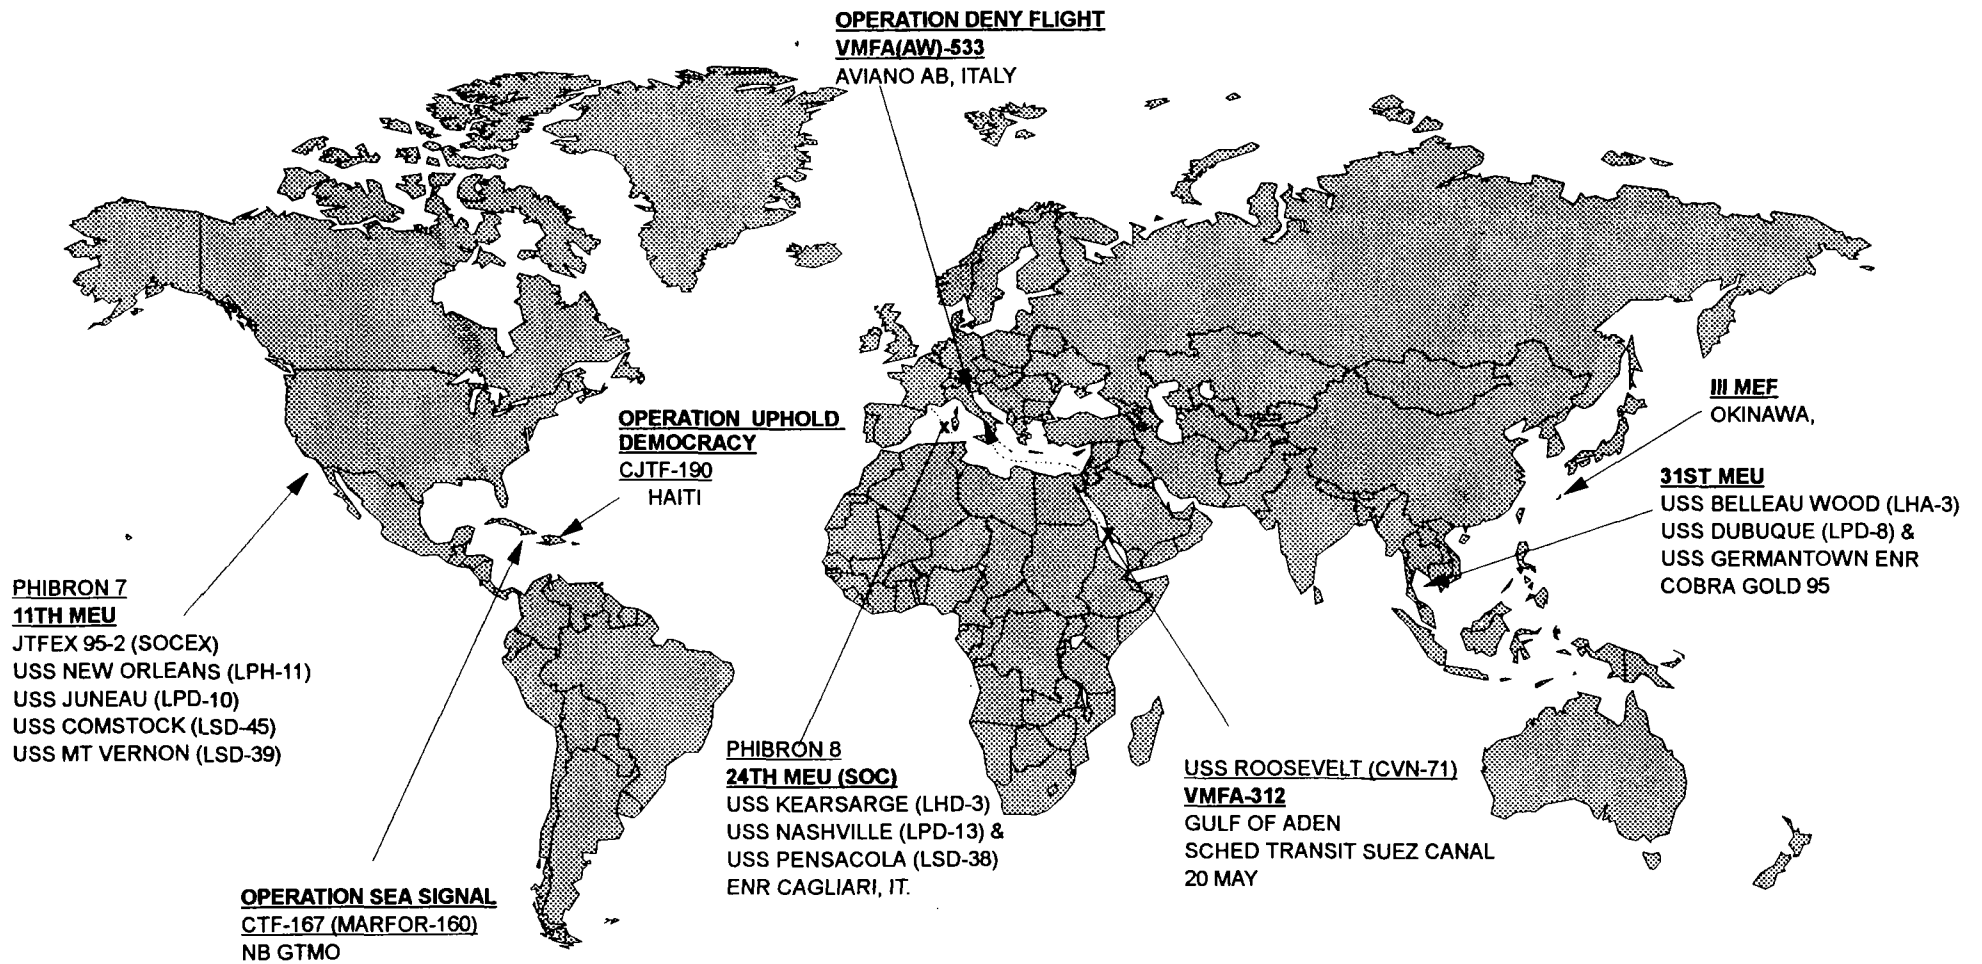 OPERATION DENY FLIGHT
VMFA(AW)-533
AVIANO AB, ITALY
OPERATION UPHOLD
DEMOCRACY
CJTF-190
HAITI
III MEF
OKINAWA,
31ST MEU
USS BELLEAU WOOD (LHA-3)
USS DUBUQUE (LPD-8) &
USS GERMANTOWN ENR
COBRA GOLD 95
PHIBRON 7
11TH MEU
JTFEX 95-2 (SOCEX)
USS NEW ORLEANS (LPH-11)
USS JUNEAU (LPD-10)
USS COMSTOCK (LSD-45)
USS MT VERNON (LSD-39)
PHIBRON 8
24TH MEU (SOC)
USS KEARSARGE (LHD-3)
USS NASHVILLE (LPD-13) &
USS PENSACOLA (LSD-38)
ENR CAGLIARI, IT.
USS ROOSEVELT (CVN-71)
VMFA-312
GULF OF ADEN
SCHED TRANSIT SUEZ CANAL
20 MAY
OPERATION SEA SIGNAL
CTF-167 (MARFOR-160)
NB GTMO